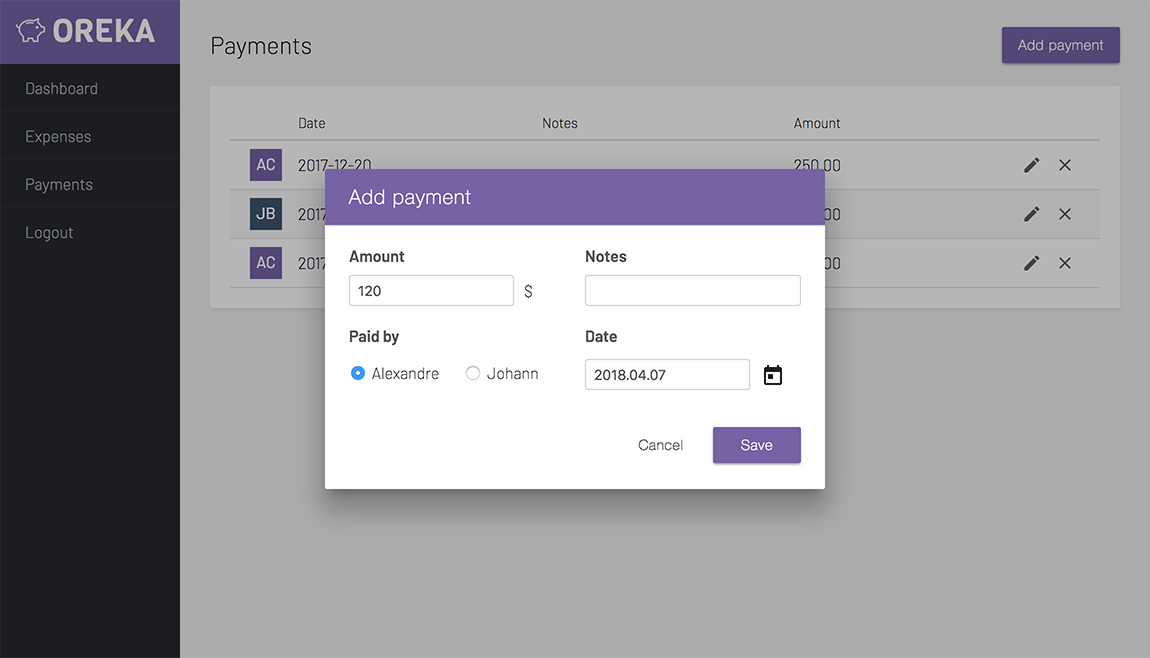 OREKA
Dashboard
Expenses
Payments
Logout
Payments
Add payment
Date Notes Amount
AC 2017-12-20 250.00
JB 2017 00
AC 2017 00
Add payment
Amount Notes
120 $
Paid by Date
Alexandre Johann 2018.04.07
Cancel Save